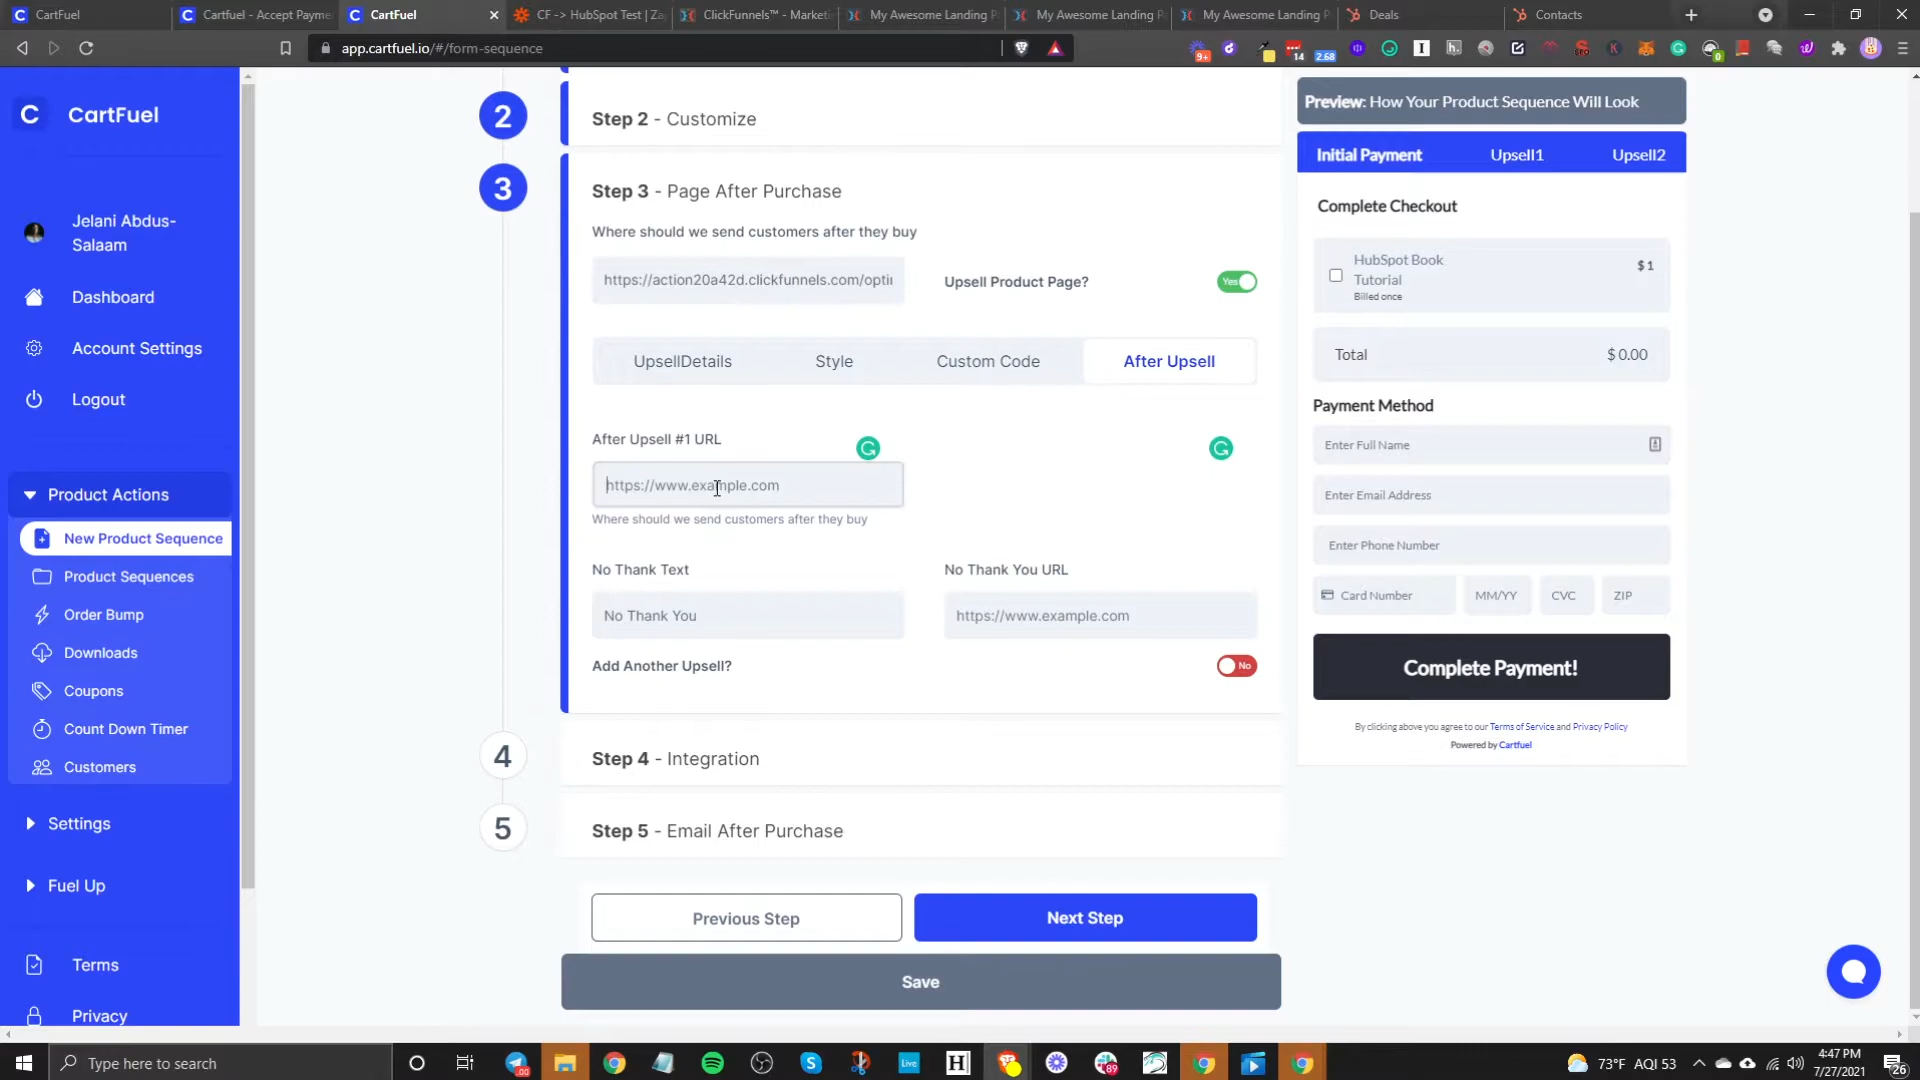 CartFuel
Cartfuel - Accept Payme
CartFuel
CF -> HubSpot Test | Za
ClickFunnels™ - Market
My Awesome Landing P
My Awesome Landing P
My Awesome Landing P
Deals
Contacts
app.cartfuel.io/#/form-sequence
9+
14
2.68
0
C CartFuel
Jelani Abdus-
Salaam
Dashboard
Account Settings
Logout
Product Actions
New Product Sequence
Product Sequences
Order Bump
Downloads
Coupons
Count Down Timer
Customers
Settings
Fuel Up
Terms
Privacy
2
Step 2 - Customize
3
Step 3 - Page After Purchase
Where should we send customers after they buy
https://action20a42d.clickfunnels.com/opti
Upsell Product Page?
Yes
UpsellDetails
Style
Custom Code
After Upsell
After Upsell #1 URL
https://www.example.com
Where should we send customers after they buy
No Thank Text
No Thank You URL
No Thank You
https://www.example.com
Add Another Upsell?
No
4
Step 4 - Integration
5
Step 5 - Email After Purchase
Previous Step
Next Step
Save
Preview: How Your Product Sequence Will Look
Initial Payment
Upsell1
Upsell2
Complete Checkout
HubSpot Book
Tutorial
$ 1
Billed once
Total
$ 0.00
Payment Method
Enter Full Name
Enter Email Address
Enter Phone Number
Card Number
MM/YY
CVC
ZIP
Complete Payment!
By clicking above you agree to our Terms of Service and Privacy Policy
Powered by Cartfuel
Type here to search
Live
H
89
73°F AQI 53
4:47 PM
7/27/2021
26